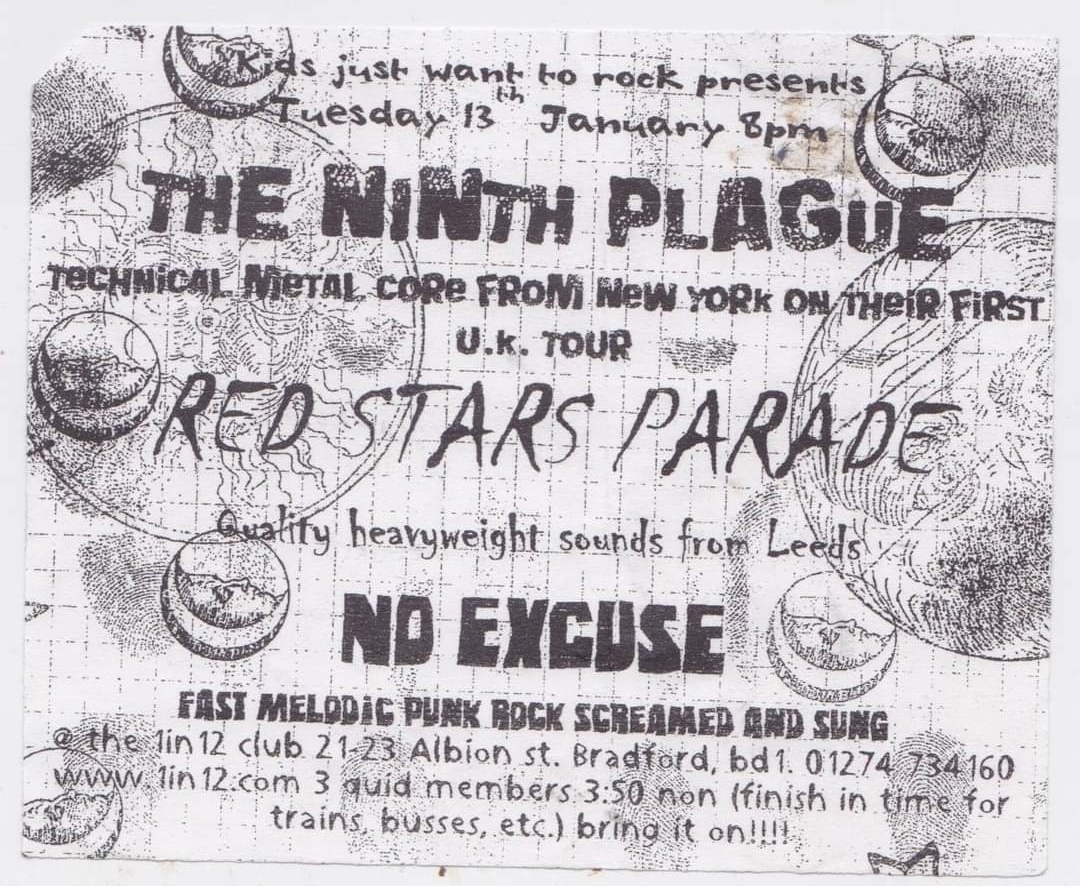 Kids just want to rock presents
Tuesday 13th January 8pm
THE NINTH PLAGUE
TECHNICAL METAL CORE FROM NEW YORK ON THEIR FIRST
U.K. TOUR
RED STARS PARADE
Quality heavyweight sounds from Leeds
NO EXCUSE
FAST MELODIC PUNK ROCK SCREAMED AND SUNG
@ the 1in12 club 21-23 Albion st. Bradford, bd1. 01274 734160
www.1in12.com 3 quid members 3:50 non (finish in time for
trains, busses, etc.) bring it on!!!!